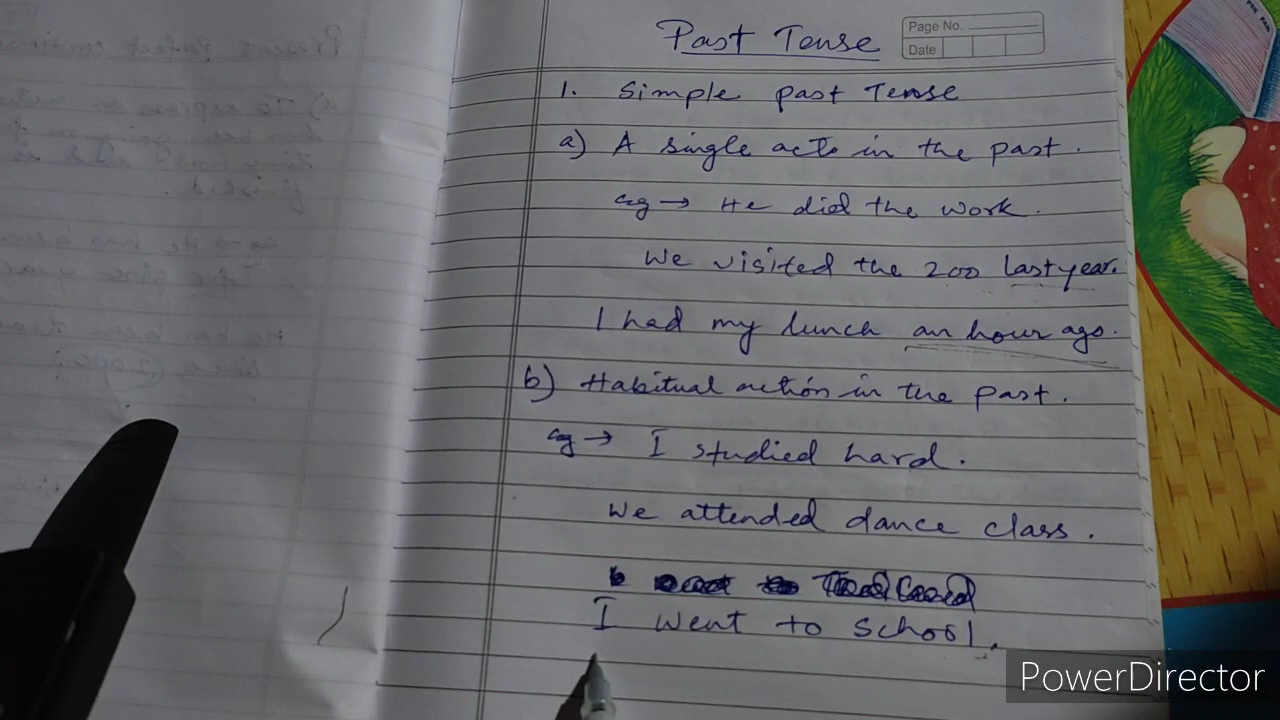 Past Tense
Page No.
Date
1. Simple past Tense
a) A single acts in the past.
eg → He did the work.
We visited the zoo last year.
I had my lunch an hour ago.
b) Habitual action in the past.
eg → I studied hard.
We attended dance class.
I went to school.
PowerDirector